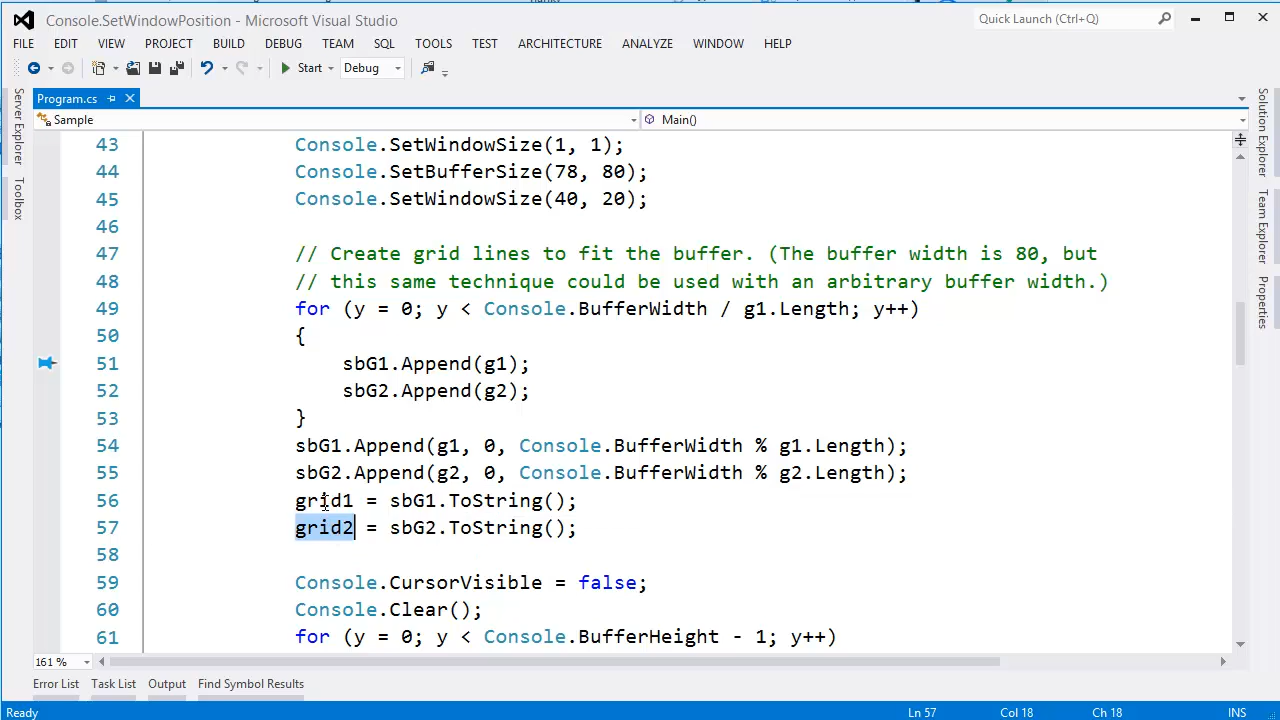 Console.SetWindowPosition - Microsoft Visual Studio
Quick Launch (Ctrl+Q)
FILE EDIT VIEW PROJECT BUILD DEBUG TEAM SQL TOOLS TEST ARCHITECTURE ANALYZE WINDOW HELP
Start Debug
Program.cs
Sample Main()
43 Console.SetWindowSize(1, 1);
44 Console.SetBufferSize(78, 80);
45 Console.SetWindowSize(40, 20);
46
47 // Create grid lines to fit the buffer. (The buffer width is 80, but
48 // this same technique could be used with an arbitrary buffer width.)
49 for (y = 0; y < Console.BufferWidth / g1.Length; y++)
50 {
51 sbG1.Append(g1);
52 sbG2.Append(g2);
53 }
54 sbG1.Append(g1, 0, Console.BufferWidth % g1.Length);
55 sbG2.Append(g2, 0, Console.BufferWidth % g2.Length);
56 grid1 = sbG1.ToString();
57 grid2 = sbG2.ToString();
58
59 Console.CursorVisible = false;
60 Console.Clear();
61 for (y = 0; y < Console.BufferHeight - 1; y++)
161 %
Error List Task List Output Find Symbol Results
Ready Ln 57 Col 18 Ch 18 INS
Server Explorer
Toolbox
Solution Explorer
Team Explorer
Properties